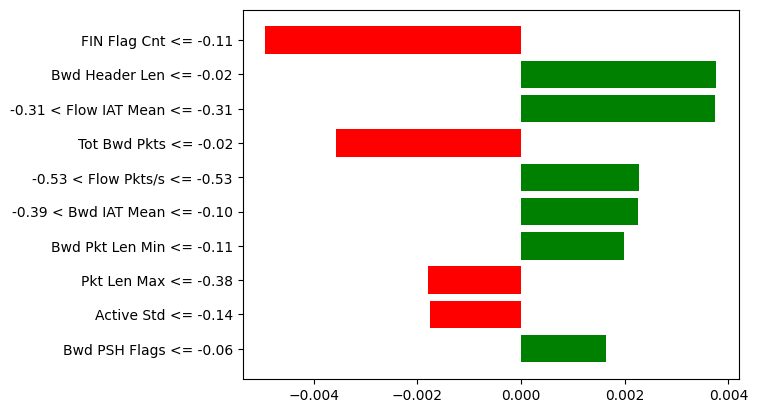 FIN Flag Cnt <= -0.11
Bwd Header Len <= -0.02
-0.31 < Flow IAT Mean <= -0.31
Tot Bwd Pkts <= -0.02
-0.53 < Flow Pkts/s <= -0.53
-0.39 < Bwd IAT Mean <= -0.10
Bwd Pkt Len Min <= -0.11
Pkt Len Max <= -0.38
Active Std <= -0.14
Bwd PSH Flags <= -0.06
−0.004 −0.002 0.000 0.002 0.004